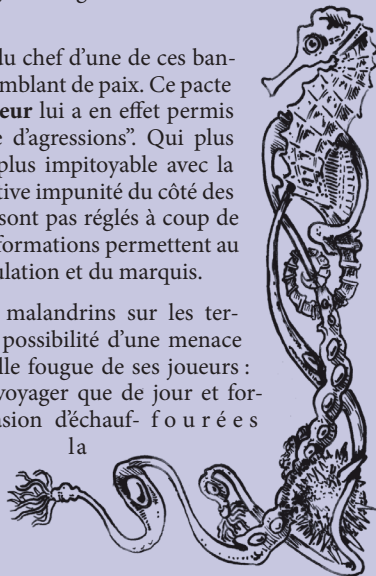 du chef d'une de ces ban-
mblant de paix. Ce pacte
eur lui a en effet permis
d'agressions”. Qui plus
plus impitoyable avec la
tive impunité du côté des
sont pas réglés à coup de
formations permettent au
ulation et du marquis.
malandrins sur les ter-
possibilité d'une menace
lle fougue de ses joueurs :
voyager que de jour et for-
asion d'échauf- fourées
la